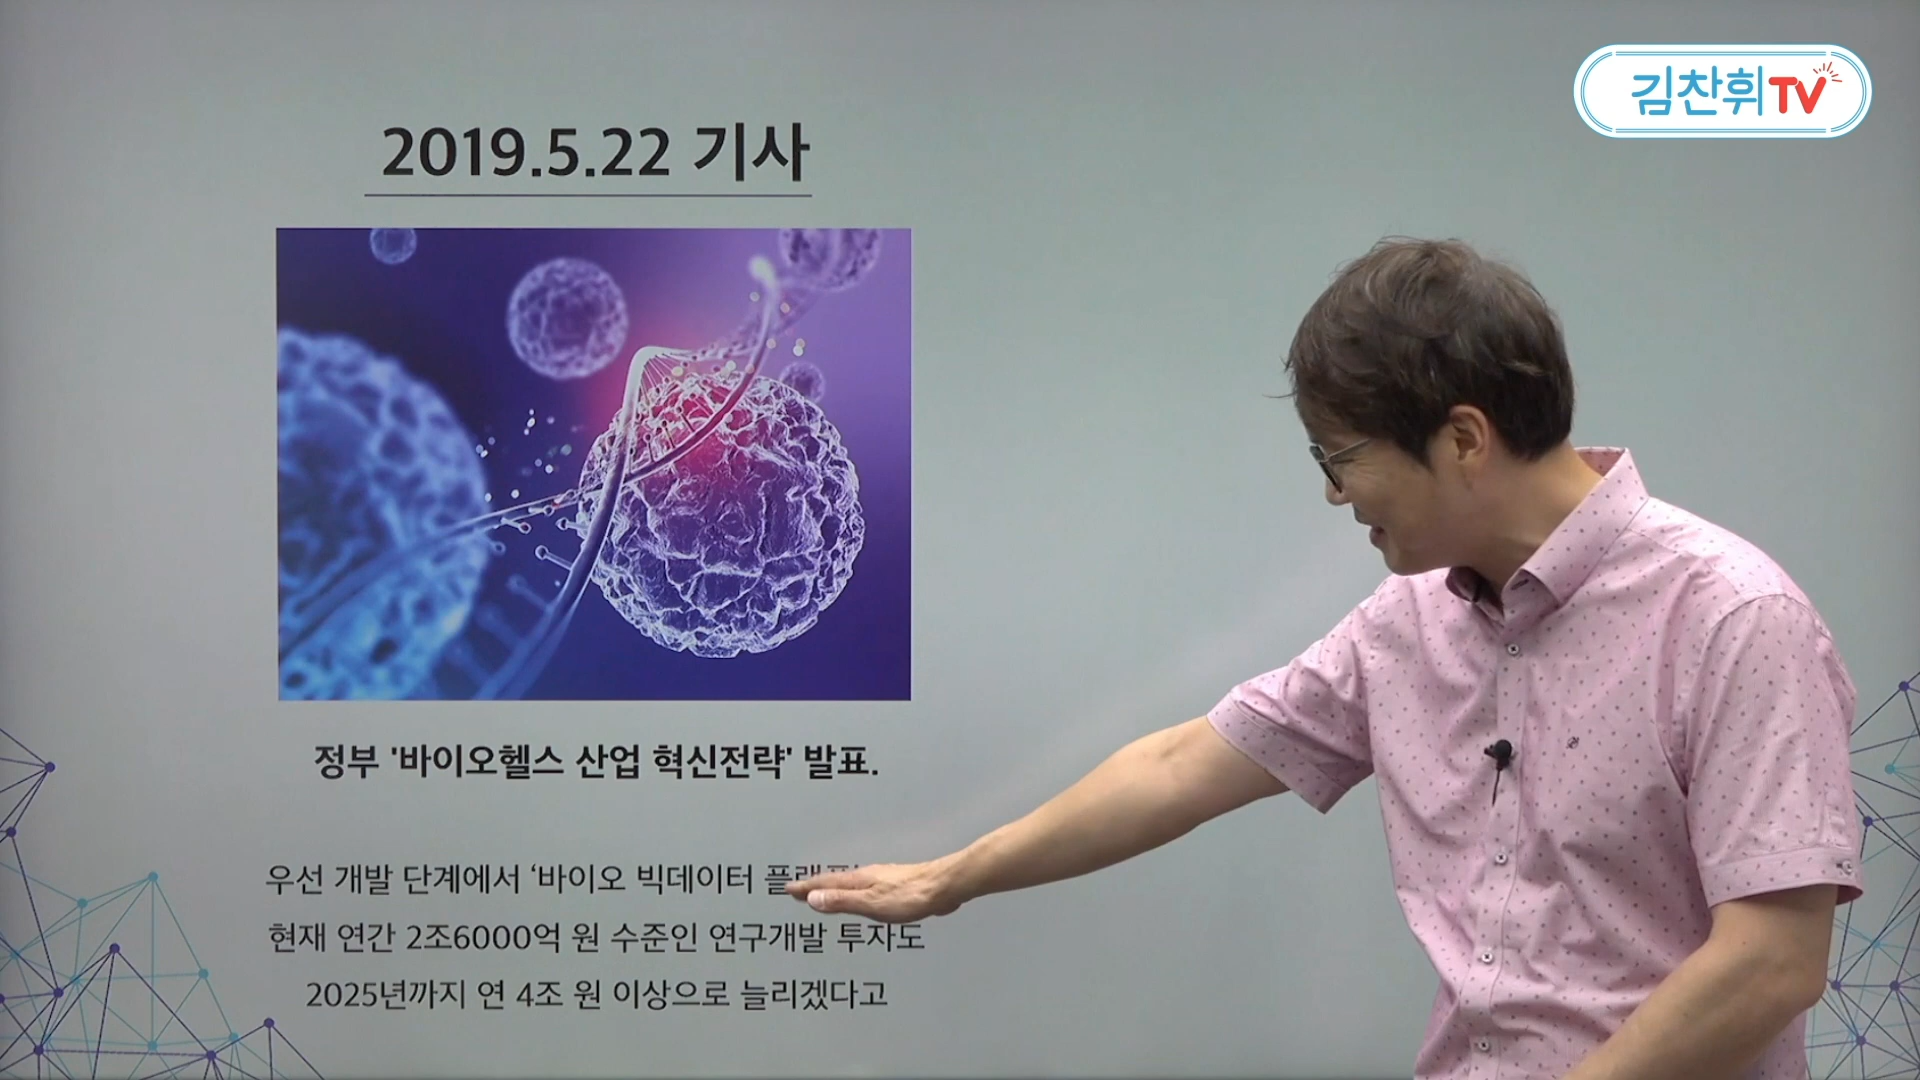 김찬휘TV
2019.5.22 기사
정부 '바이오헬스 산업 혁신전략' 발표.
우선 개발 단계에서 ‘바이오 빅데이터
현재 연간 2조6000억 원 수준인 연구개발 투자도
2025년까지 연 4조 원 이상으로 늘리겠다고